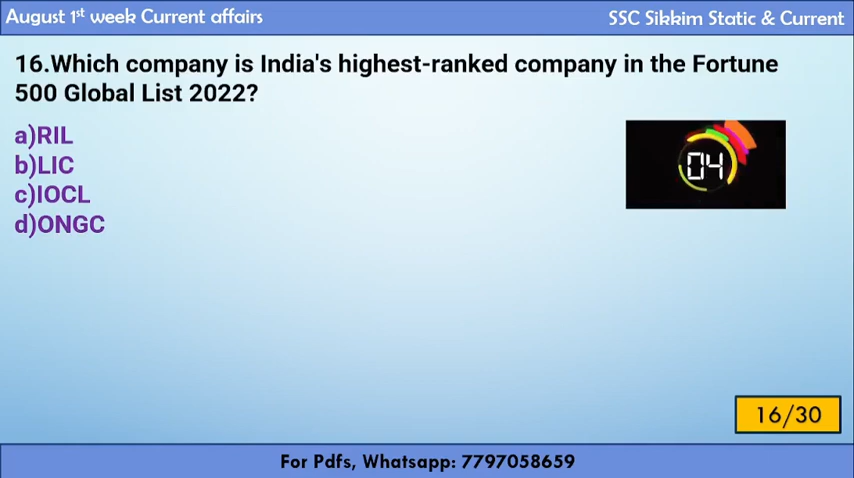 August 1st week Current affairs
SSC Sikkim Static & Current
16.Which company is India's highest-ranked company in the Fortune
500 Global List 2022?
a)RIL
b)LIC
c)IOCL
d)ONGC
04
16/30
For Pdfs, Whatsapp: 7797058659